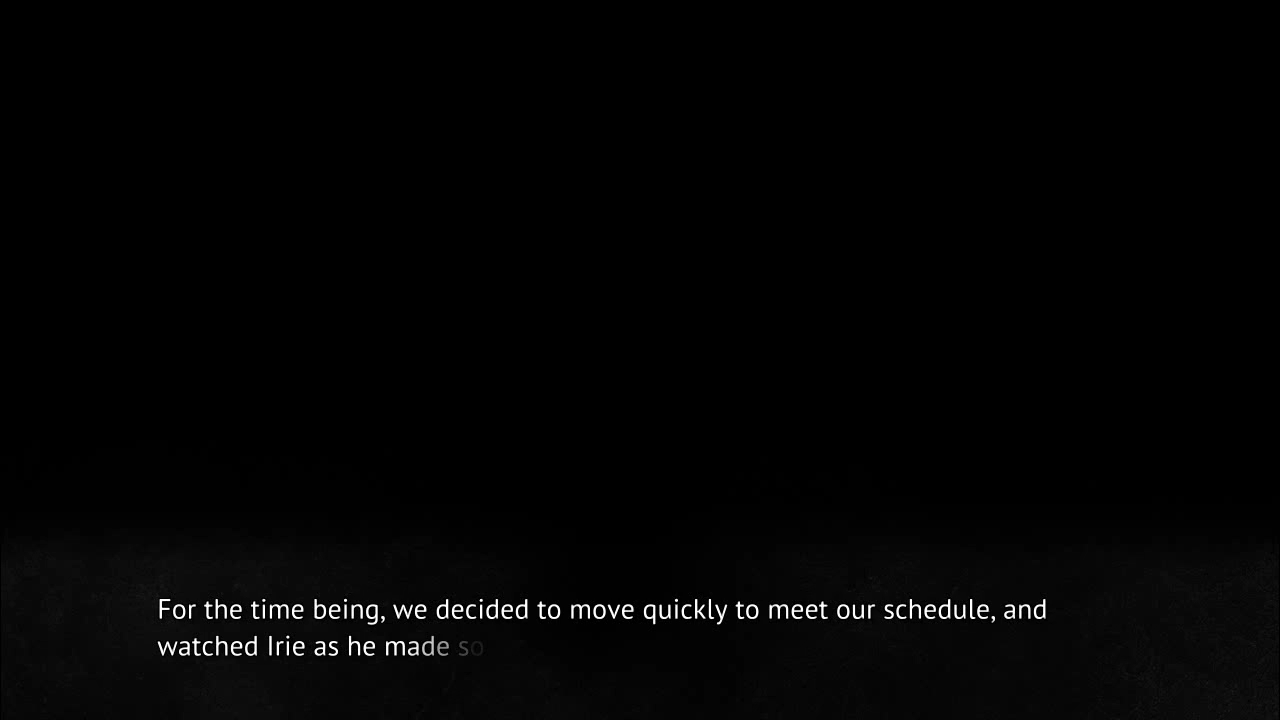 For the time being, we decided to move quickly to meet our schedule, and
watched Irie as he made so